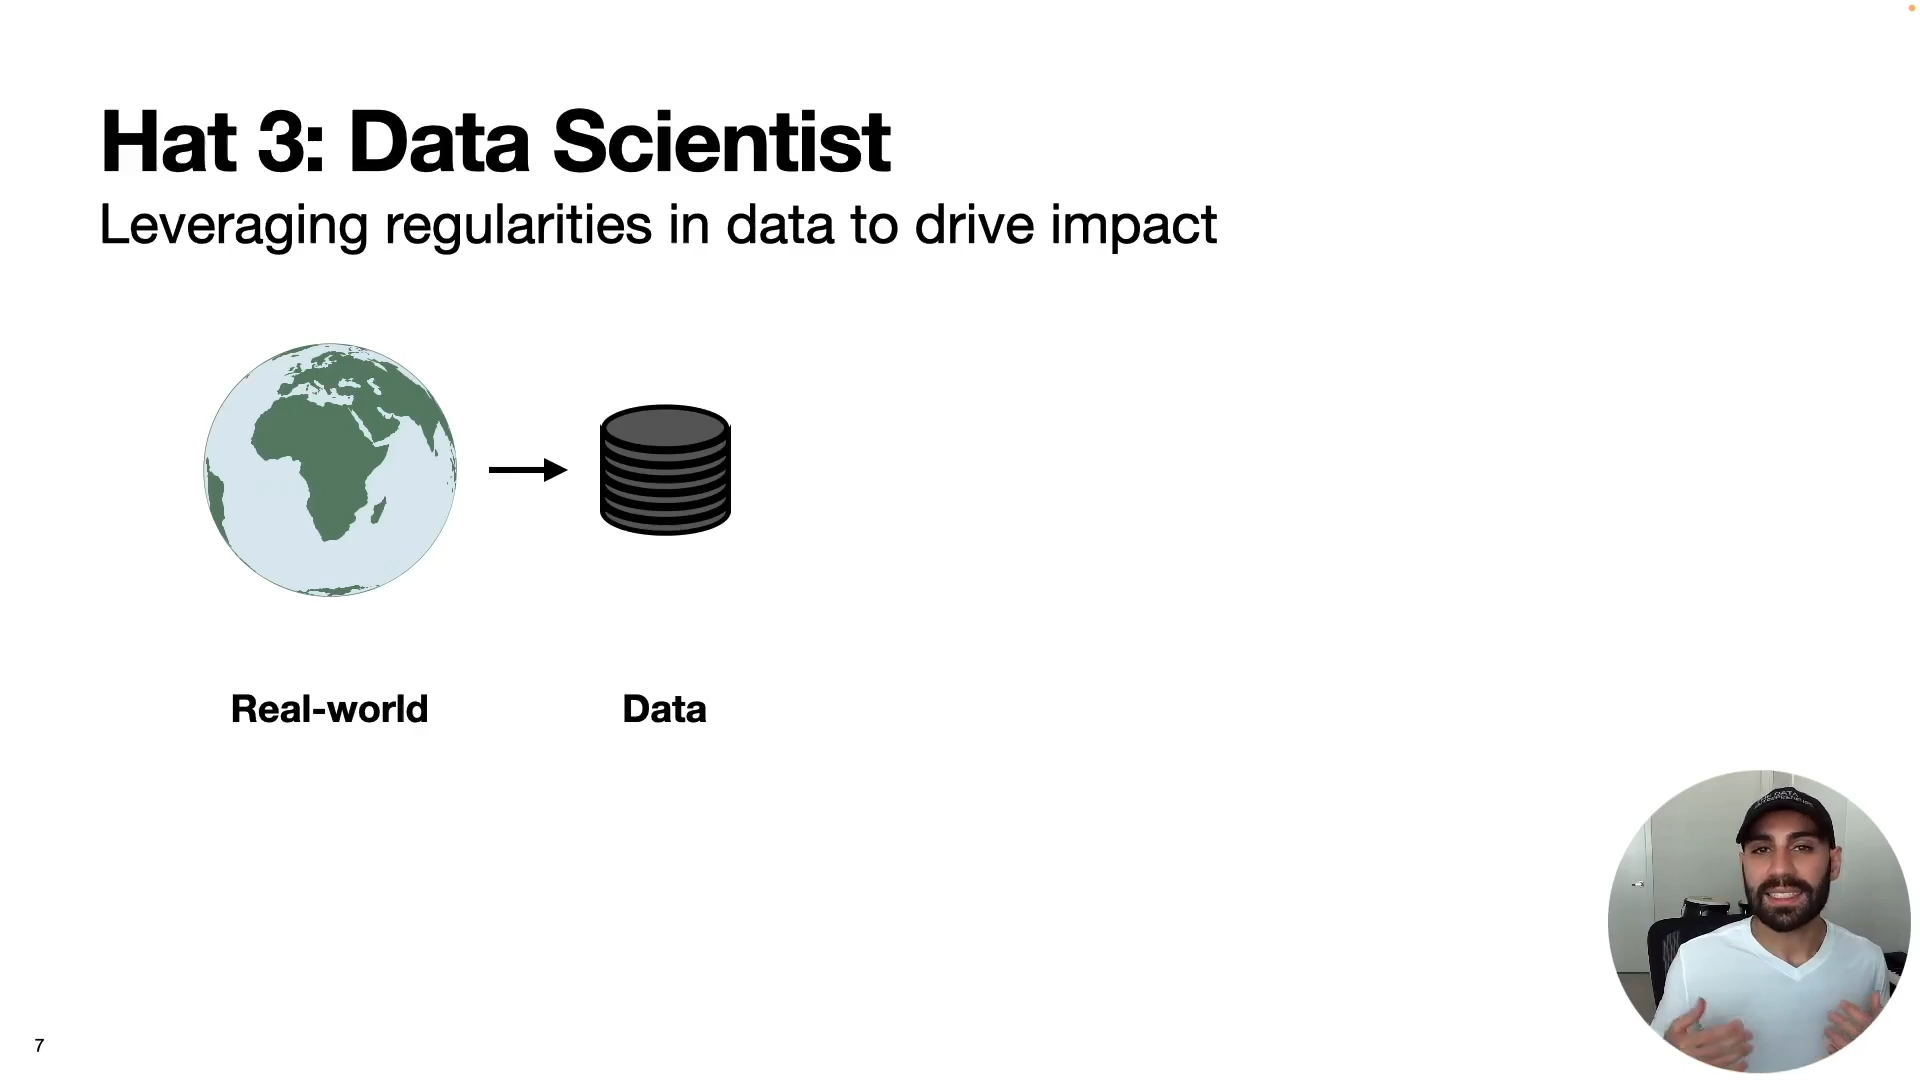 Hat 3: Data Scientist
Leveraging regularities in data to drive impact
Real-world
Data
7